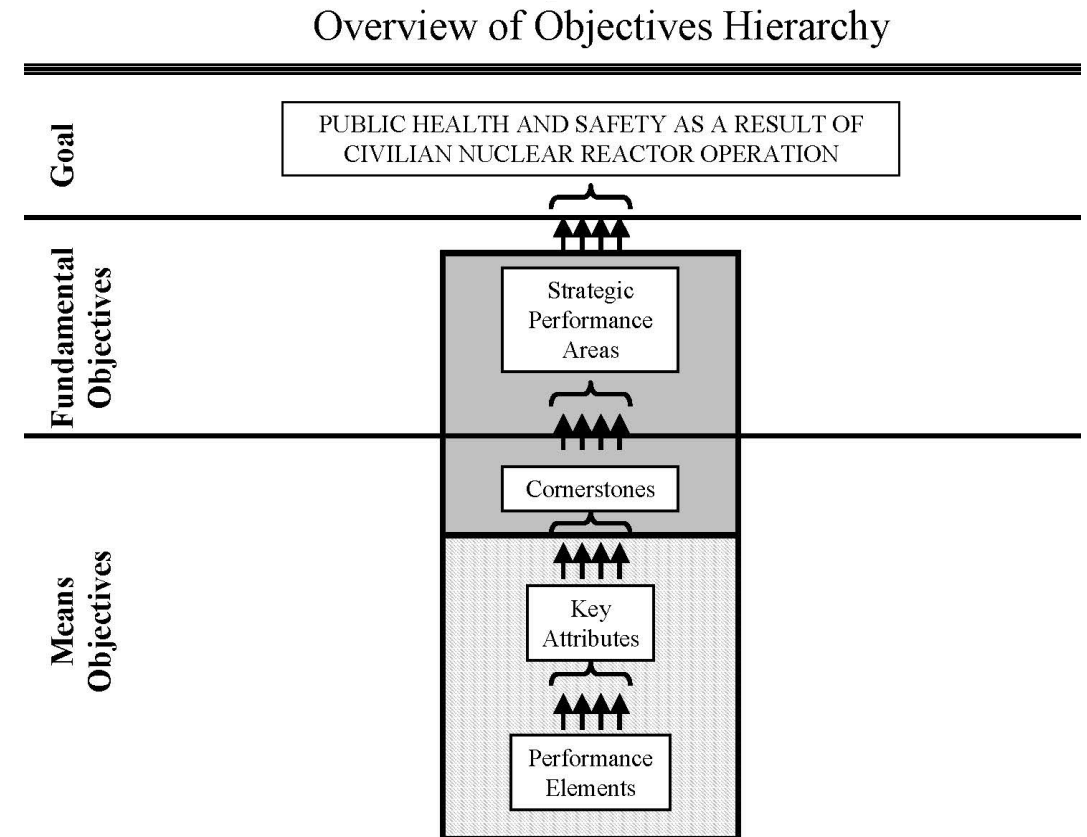 Overview of Objectives Hierarchy
Goal
PUBLIC HEALTH AND SAFETY AS A RESULT OF
CIVILIAN NUCLEAR REACTOR OPERATION
Fundamental
Objectives
Strategic
Performance
Areas
Means
Objectives
Cornerstones
Key
Attributes
Performance
Elements